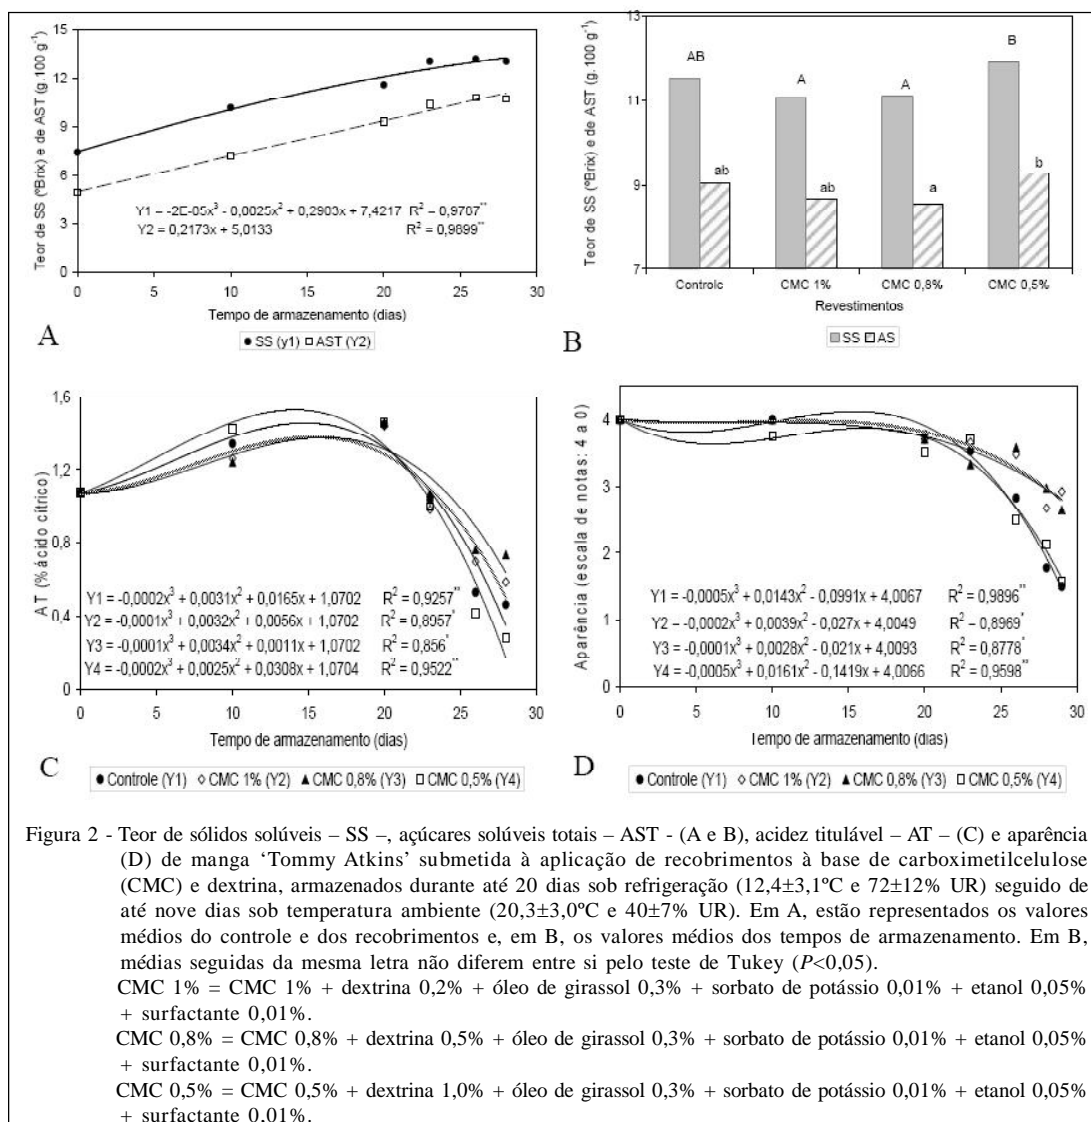 Teor de SS (ºBrix) e de AST (g.100 g⁻¹)
15
12
9
6
3
0
Y1 = -2E-05x³ - 0,0025x² + 0,2903x + 7,4217 R² = 0,9707**
Y2 = 0,2173x + 5,0133 R² = 0,9899**
0 5 10 15 20 25 30
Tempo de armazenamento (dias)
A
SS (y1) AST (Y2)
Teor de SS (ºBrix) e de AST (g.100 g⁻¹)
13
11
9
7
AB A A B
ab ab a b
Controle CMC 1% CMC 0,8% CMC 0,5%
Revestimentos
B
SS AS
AT (% ácido cítrico)
1,6
1,2
0,8
0,4
0
Y1 = -0,0002x³ + 0,0031x² + 0,0165x + 1,0702 R² = 0,9257**
Y2 = -0,0001x³ + 0,0032x² + 0,0056x + 1,0702 R² = 0,8957*
Y3 = -0,0001x³ + 0,0034x² + 0,0011x + 1,0702 R² = 0,856*
Y4 = -0,0002x³ + 0,0025x² + 0,0308x + 1,0704 R² = 0,9522**
0 5 10 15 20 25 30
Tempo de armazenamento (dias)
C
Controle (Y1) CMC 1% (Y2) CMC 0,8% (Y3) CMC 0,5% (Y4)
Aparência (escala de notas: 4 a 0)
4
3
2
1
0
Y1 = -0,0005x³ + 0,0143x² - 0,0991x + 4,0067 R² = 0,9896**
Y2 = -0,0002x³ + 0,0039x² - 0,027x + 4,0049 R² = 0,8969*
Y3 = -0,0001x³ + 0,0028x² - 0,021x + 4,0093 R² = 0,8778*
Y4 = -0,0005x³ + 0,0161x² - 0,1419x + 4,0066 R² = 0,9598**
0 5 10 15 20 25 30
Tempo de armazenamento (dias)
D
Controle (Y1) CMC 1% (Y2) CMC 0,8% (Y3) CMC 0,5% (Y4)
Figura 2 - Teor de sólidos solúveis – SS –, açúcares solúveis totais – AST - (A e B), acidez titulável – AT – (C) e aparência
(D) de manga ‘Tommy Atkins’ submetida à aplicação de recobrimentos à base de carboximetilcelulose
(CMC) e dextrina, armazenados durante até 20 dias sob refrigeração (12,4±3,1ºC e 72±12% UR) seguido de
até nove dias sob temperatura ambiente (20,3±3,0ºC e 40±7% UR). Em A, estão representados os valores
médios do controle e dos recobrimentos e, em B, os valores médios dos tempos de armazenamento. Em B,
médias seguidas da mesma letra não diferem entre si pelo teste de Tukey (P<0,05).
CMC 1% = CMC 1% + dextrina 0,2% + óleo de girassol 0,3% + sorbato de potássio 0,01% + etanol 0,05%
+ surfactante 0,01%.
CMC 0,8% = CMC 0,8% + dextrina 0,5% + óleo de girassol 0,3% + sorbato de potássio 0,01% + etanol 0,05%
+ surfactante 0,01%.
CMC 0,5% = CMC 0,5% + dextrina 1,0% + óleo de girassol 0,3% + sorbato de potássio 0,01% + etanol 0,05%
+ surfactante 0,01%.